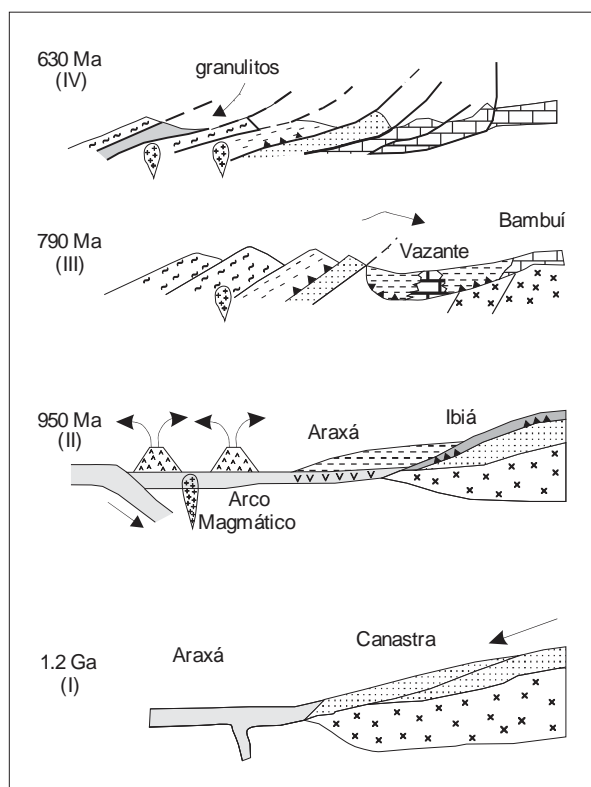 630 Ma
(IV)
granulitos
790 Ma
(III)
Bambuí
Vazante
950 Ma
(II)
Araxá
Ibiá
Arco
Magmático
1.2 Ga
(I)
Araxá
Canastra